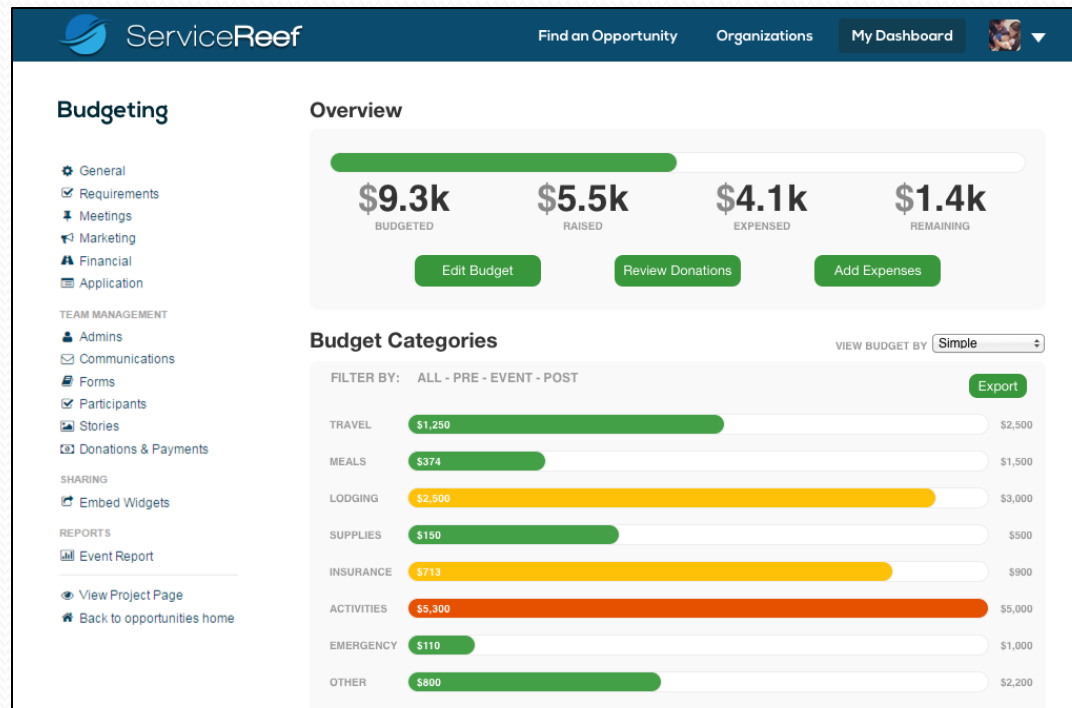 ServiceReef
Find an Opportunity Organizations My Dashboard
Budgeting
General
Requirements
Meetings
Marketing
Financial
Application
TEAM MANAGEMENT
Admins
Communications
Forms
Participants
Stories
Donations & Payments
SHARING
Embed Widgets
REPORTS
Event Report
View Project Page
Back to opportunities home
Overview
$9.3k $5.5k $4.1k $1.4k
BUDGETED RAISED EXPENSED REMAINING
Edit Budget Review Donations Add Expenses
Budget Categories VIEW BUDGET BY Simple
FILTER BY: ALL - PRE - EVENT - POST
Export
TRAVEL $1,250 $2,500
MEALS $374 $1,500
LODGING $2,500 $3,000
SUPPLIES $150 $500
INSURANCE $713 $900
ACTIVITIES $5,300 $5,000
EMERGENCY $110 $1,000
OTHER $800 $2,200